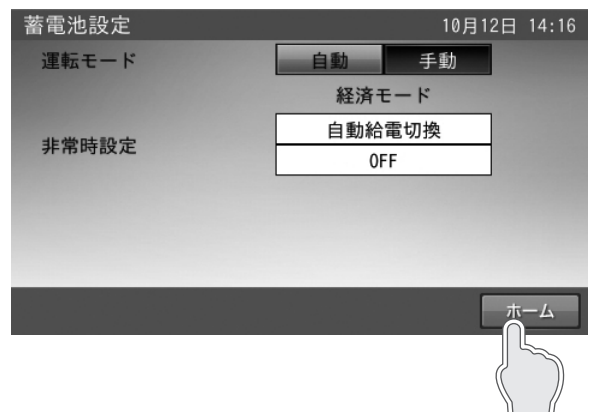 蓄電池設定 10月12日 14:16
運転モード 自動 手動
経済モード
非常時設定 自動給電切換
OFF
ホーム